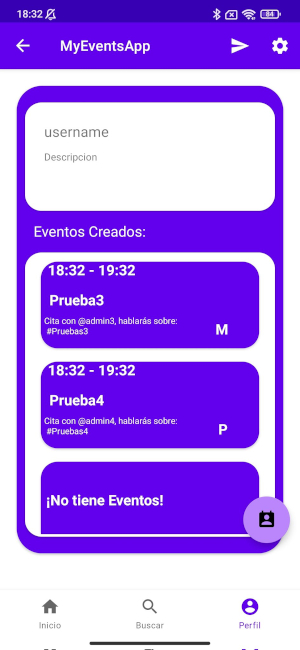 18:32
84
MyEventsApp
username
Descripcion
Eventos Creados:
18:32 - 19:32
Prueba3
Cita con @admin3, hablarás sobre:
#Pruebas3
M
18:32 - 19:32
Prueba4
Cita con @admin4, hablarás sobre:
#Pruebas4
P
¡No tiene Eventos!
Inicio
Buscar
Perfil